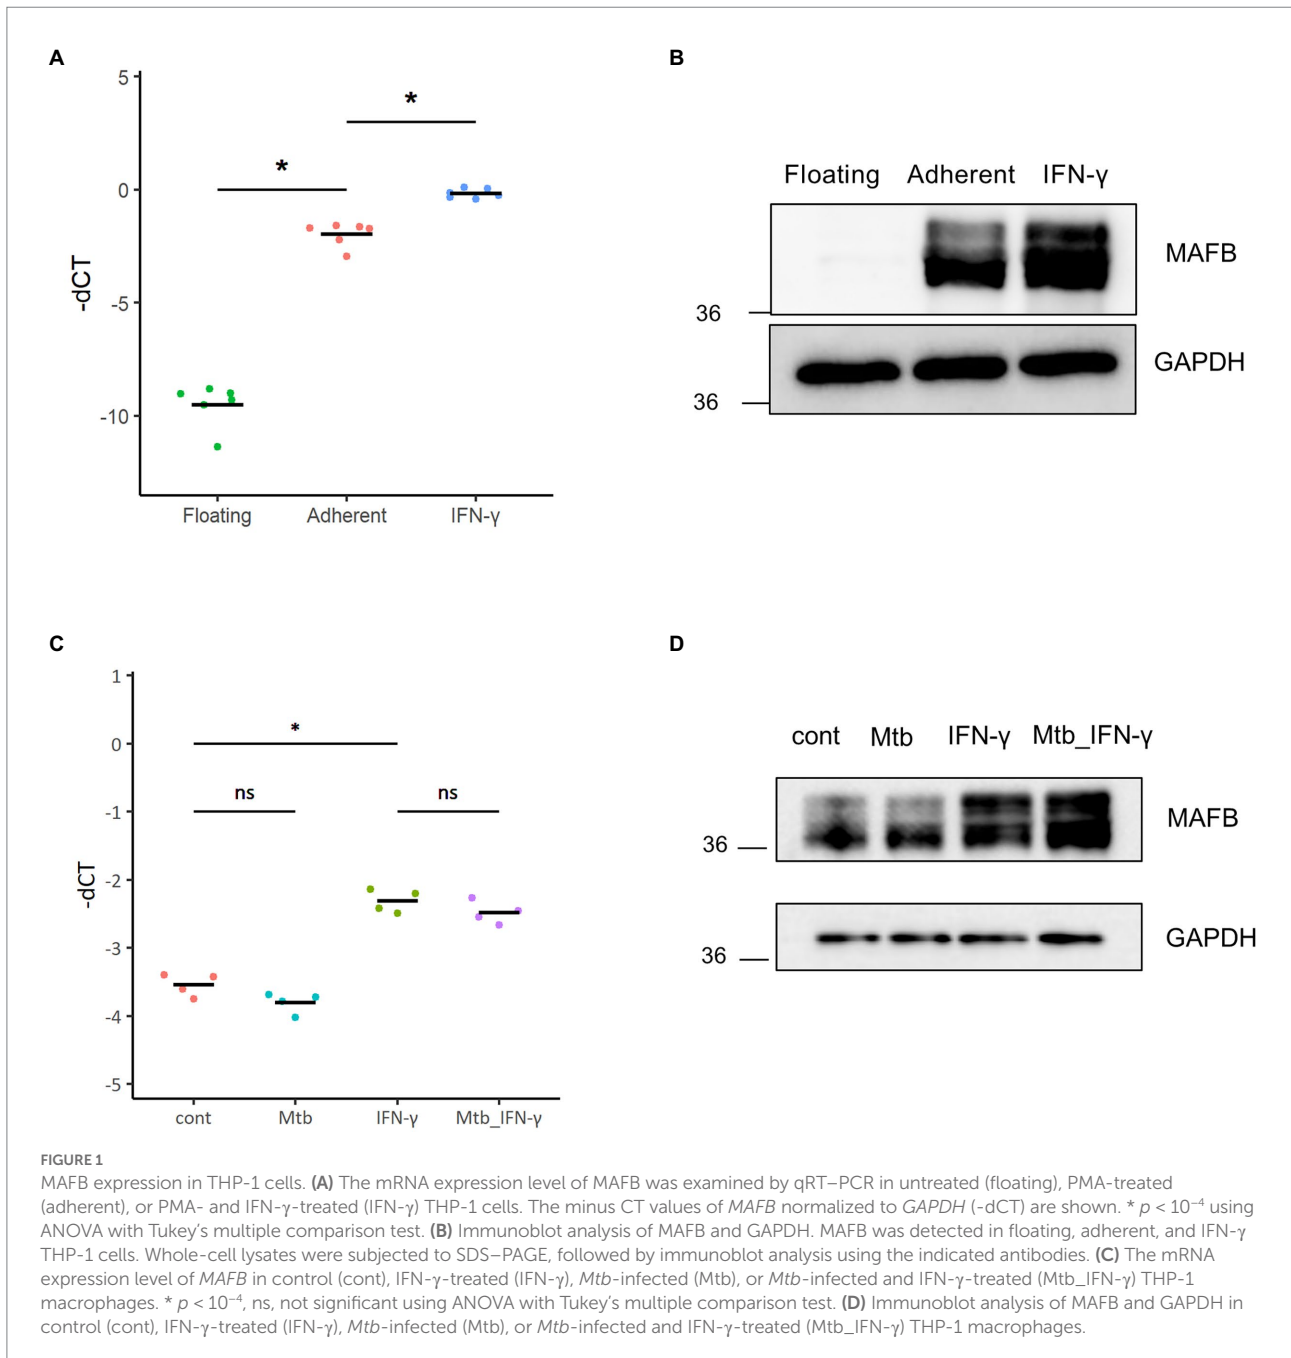 A
5
0
-5
-10
-dCT
*
*
Floating Adherent IFN-γ
B
Floating Adherent IFN-γ
MAFB
36
GAPDH
36
C
1
0
-1
-2
-3
-4
-5
-dCT
*
ns ns
cont Mtb IFN-γ Mtb_IFN-γ
D
cont Mtb IFN-γ Mtb_IFN-γ
MAFB
36
GAPDH
36
FIGURE 1
MAFB expression in THP-1 cells. (A) The mRNA expression level of MAFB was examined by qRT–PCR in untreated (floating), PMA-treated
(adherent), or PMA- and IFN-γ-treated (IFN-γ) THP-1 cells. The minus CT values of MAFB normalized to GAPDH (-dCT) are shown. * p < 10⁻⁴ using
ANOVA with Tukey's multiple comparison test. (B) Immunoblot analysis of MAFB and GAPDH. MAFB was detected in floating, adherent, and IFN-γ
THP-1 cells. Whole-cell lysates were subjected to SDS–PAGE, followed by immunoblot analysis using the indicated antibodies. (C) The mRNA
expression level of MAFB in control (cont), IFN-γ-treated (IFN-γ), Mtb-infected (Mtb), or Mtb-infected and IFN-γ-treated (Mtb_IFN-γ) THP-1
macrophages. * p < 10⁻⁴, ns, not significant using ANOVA with Tukey's multiple comparison test. (D) Immunoblot analysis of MAFB and GAPDH in
control (cont), IFN-γ-treated (IFN-γ), Mtb-infected (Mtb), or Mtb-infected and IFN-γ-treated (Mtb_IFN-γ) THP-1 macrophages.